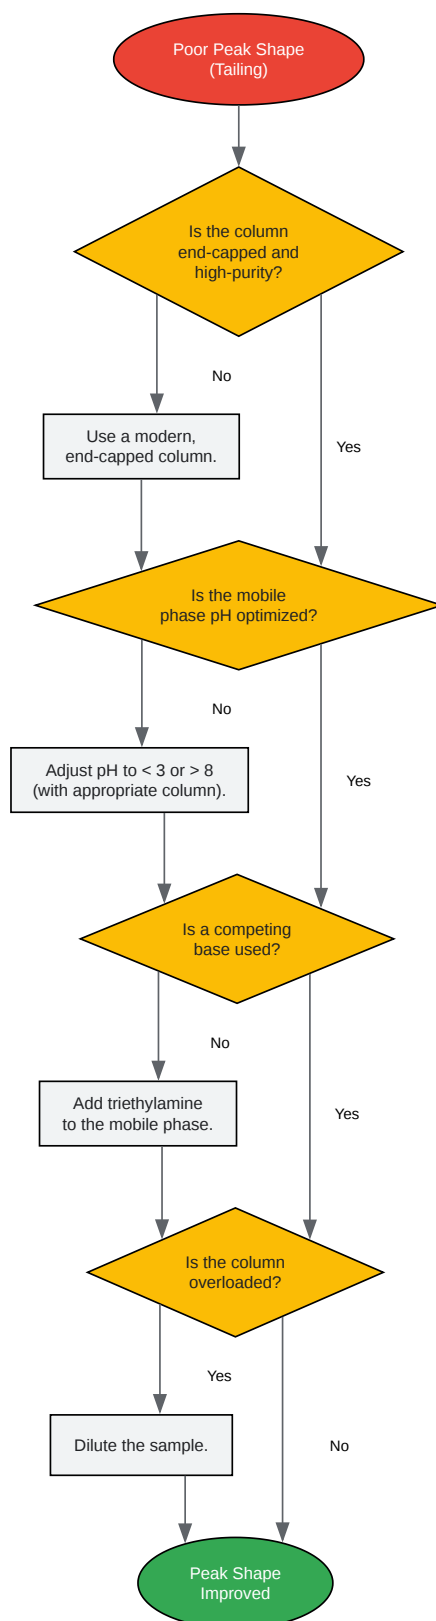 Poor Peak Shape
(Tailing)
Is the column
end-capped and
high-purity?
No
Use a modern,
end-capped column.
Yes
Is the mobile
phase pH optimized?
No
Adjust pH to < 3 or > 8
(with appropriate column).
Yes
Is a competing
base used?
No
Add triethylamine
to the mobile phase.
Yes
Is the column
overloaded?
Yes
Dilute the sample.
No
Peak Shape
Improved